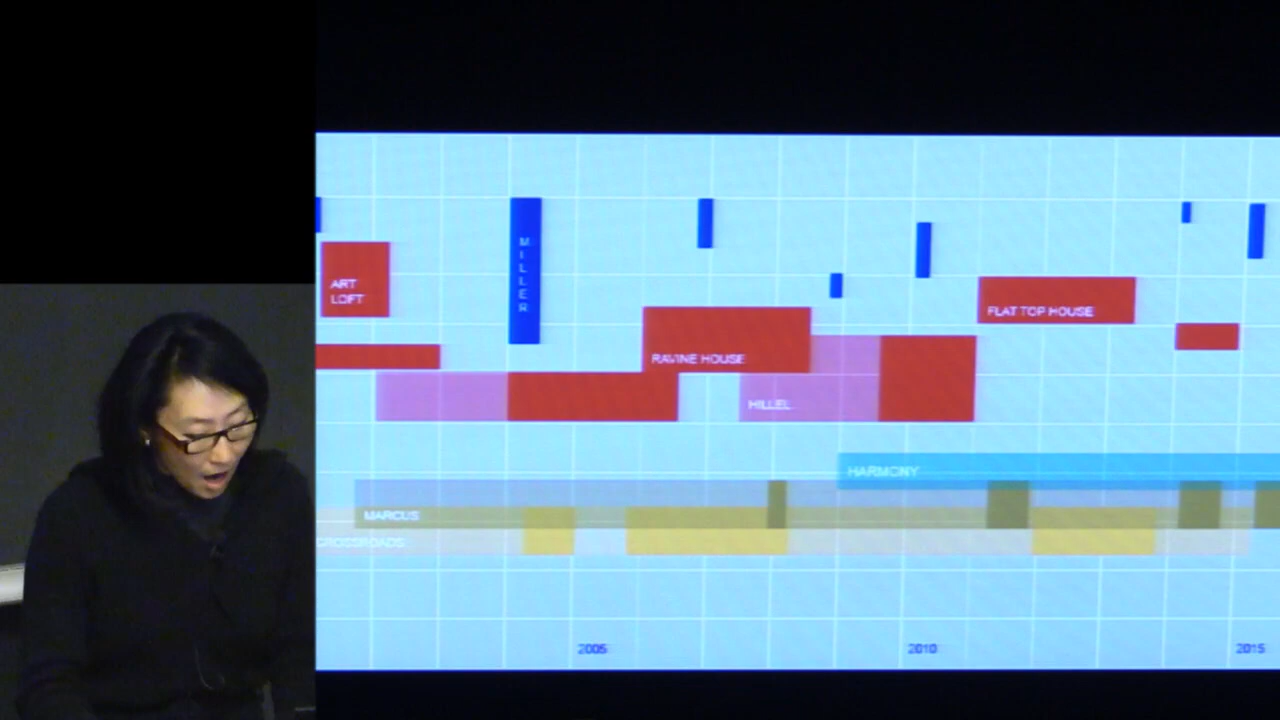 ART
LOFT
MILLER
FLAT TOP HOUSE
RAVINE HOUSE
HILLEL
HARMONY
MARCUS
CROSSROADS
2005
2010
2015